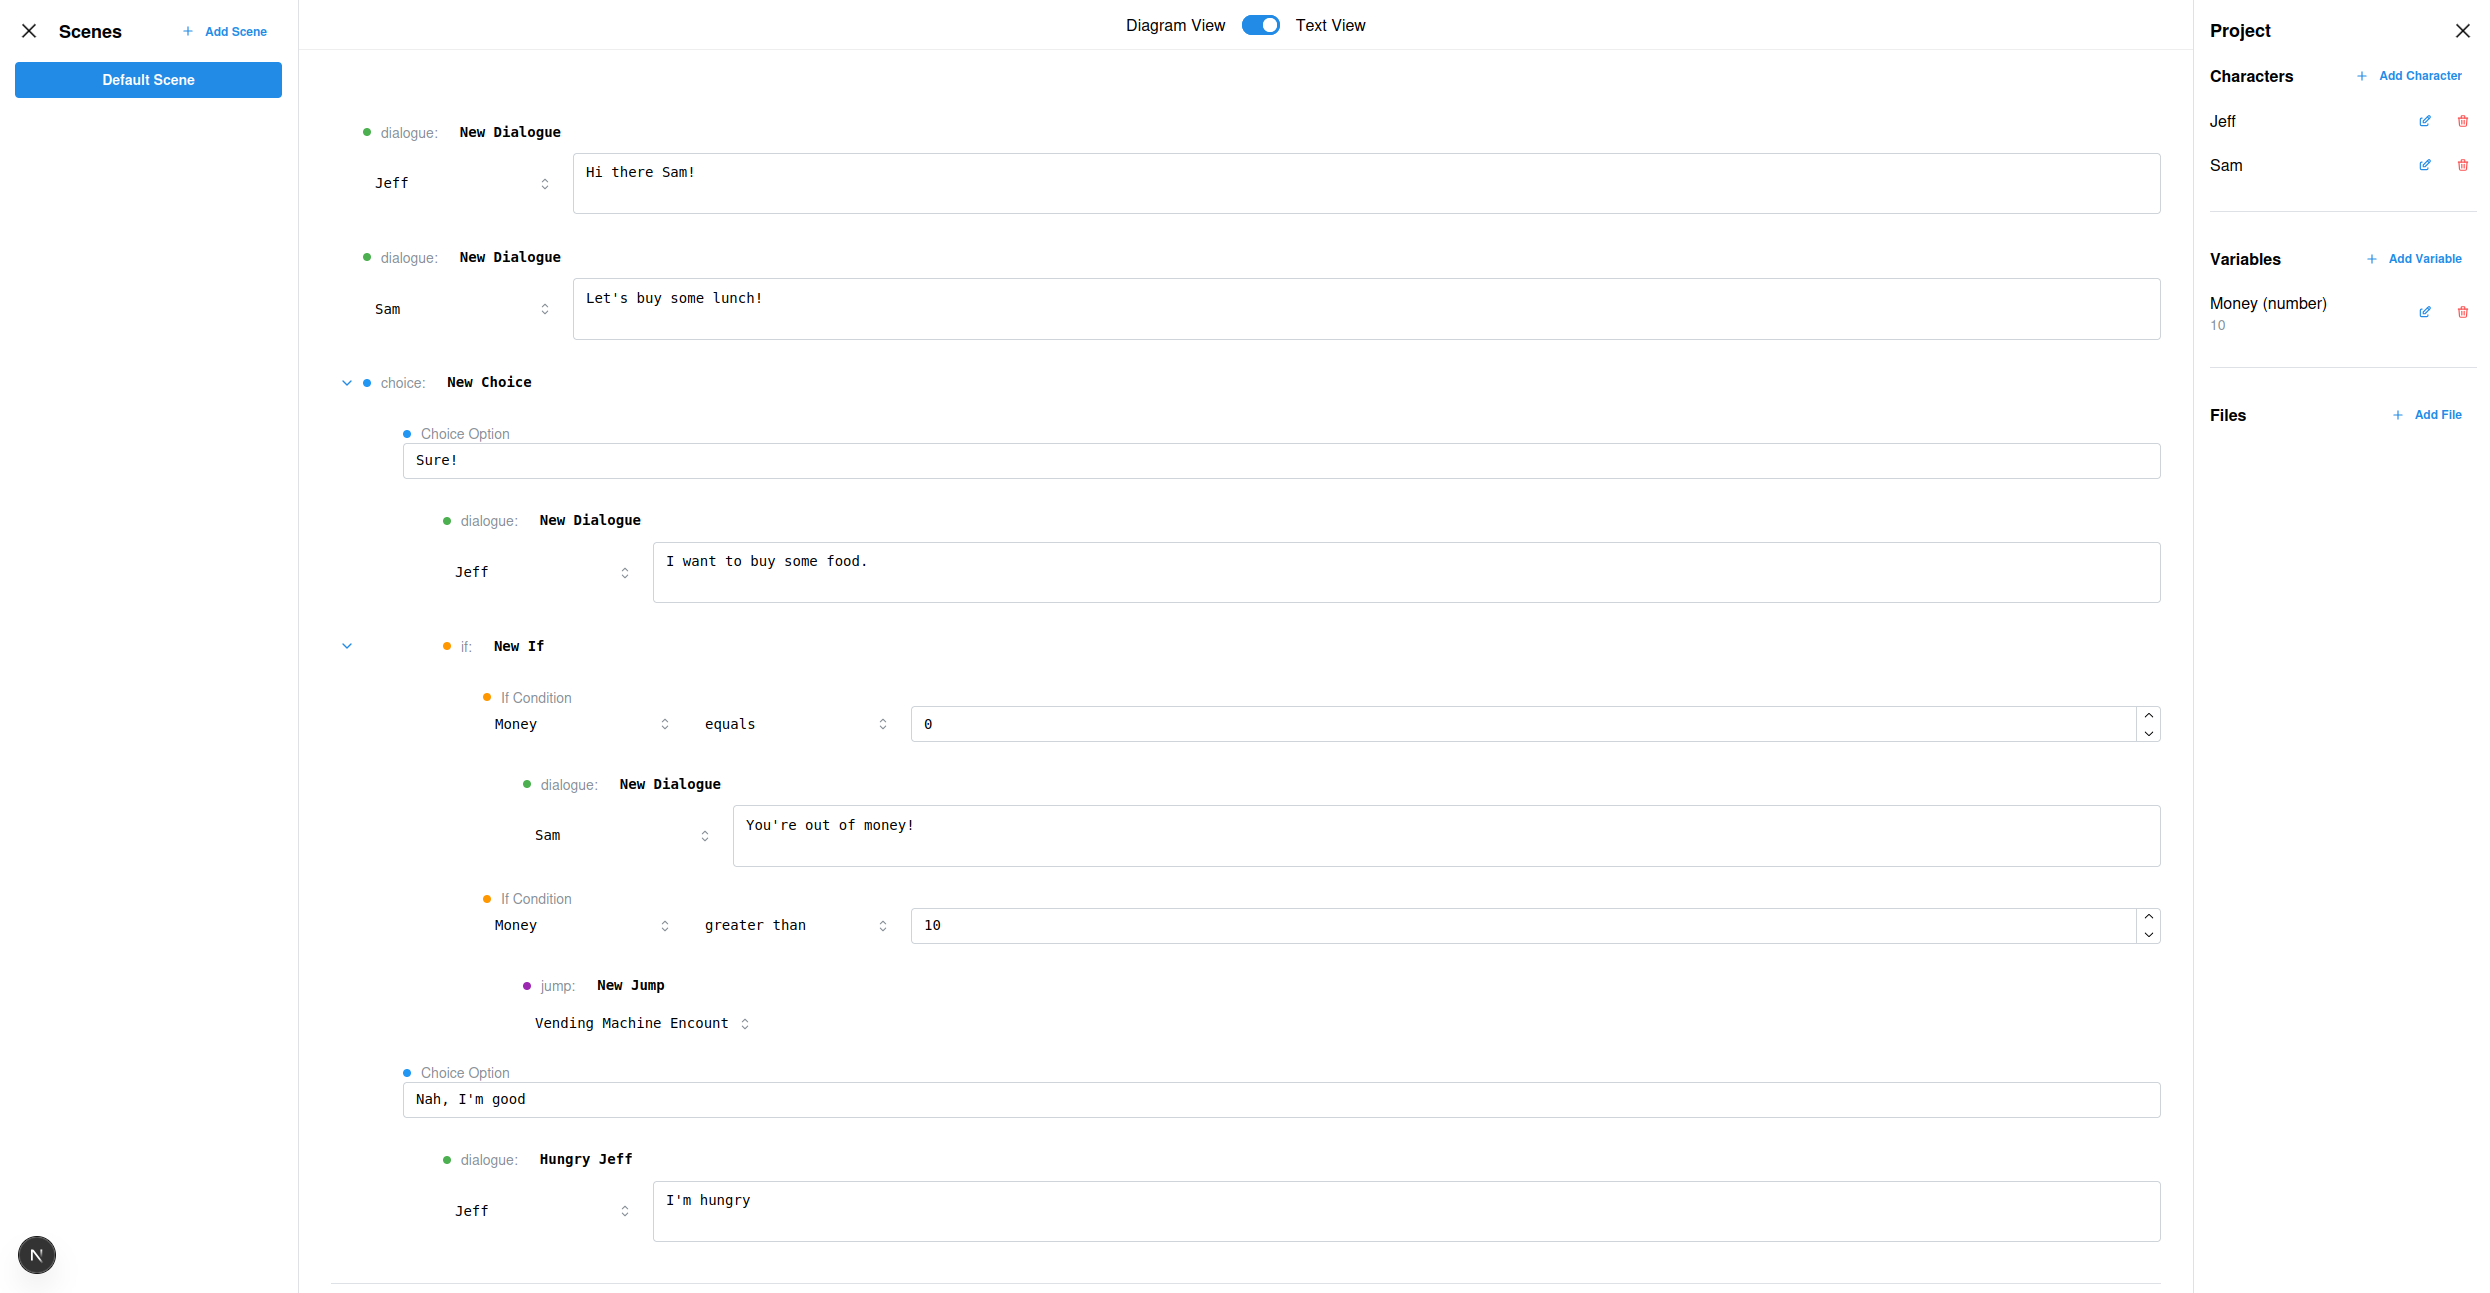 Scenes
Add Scene
Default Scene
Diagram View
Text View
dialogue: New Dialogue
Jeff
Hi there Sam!
dialogue: New Dialogue
Sam
Let's buy some lunch!
choice: New Choice
Choice Option
Sure!
dialogue: New Dialogue
Jeff
I want to buy some food.
if: New If
If Condition
Money equals 0
dialogue: New Dialogue
Sam
You're out of money!
If Condition
Money greater than 10
jump: New Jump
Vending Machine Encount
Choice Option
Nah, I'm good
dialogue: Hungry Jeff
Jeff
I'm hungry
N
Project
Characters
Add Character
Jeff
Sam
Variables
Add Variable
Money (number)
10
Files
Add File